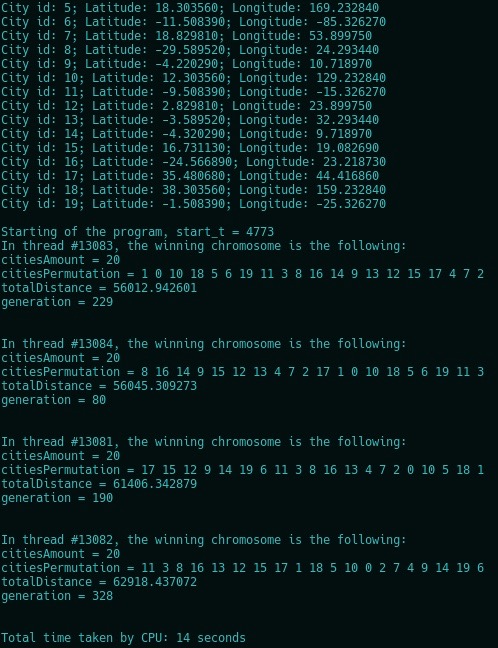 City id: 5; Latitude: 18.303560; Longitude: 169.232840
City id: 6; Latitude: -11.508390; Longitude: -85.326270
City id: 7; Latitude: 18.829810; Longitude: 53.899750
City id: 8; Latitude: -29.589520; Longitude: 24.293440
City id: 9; Latitude: -4.220290; Longitude: 10.718970
City id: 10; Latitude: 12.303560; Longitude: 129.232840
City id: 11; Latitude: -9.508390; Longitude: -15.326270
City id: 12; Latitude: 2.829810; Longitude: 23.899750
City id: 13; Latitude: -3.589520; Longitude: 32.293440
City id: 14; Latitude: -4.320290; Longitude: 9.718970
City id: 15; Latitude: 16.731130; Longitude: 19.082690
City id: 16; Latitude: -24.566890; Longitude: 23.218730
City id: 17; Latitude: 35.480680; Longitude: 44.416860
City id: 18; Latitude: 38.303560; Longitude: 159.232840
City id: 19; Latitude: -1.508390; Longitude: -25.326270
Starting of the program, start_t = 4773
In thread #13083, the winning chromosome is the following:
citiesAmount = 20
citiesPermutation = 1 0 10 18 5 6 19 11 3 8 16 14 9 13 12 15 17 4 7 2
totalDistance = 56012.942601
generation = 229
In thread #13084, the winning chromosome is the following:
citiesAmount = 20
citiesPermutation = 8 16 14 9 15 12 13 4 7 2 17 1 0 10 18 5 6 19 11 3
totalDistance = 56045.309273
generation = 80
In thread #13081, the winning chromosome is the following:
citiesAmount = 20
citiesPermutation = 17 15 12 9 14 19 6 11 3 8 16 13 4 7 2 0 10 5 18 1
totalDistance = 61406.342879
generation = 190
In thread #13082, the winning chromosome is the following:
citiesAmount = 20
citiesPermutation = 11 3 8 16 13 12 15 17 1 18 5 10 0 2 7 4 9 14 19 6
totalDistance = 62918.437072
generation = 328
Total time taken by CPU: 14 seconds